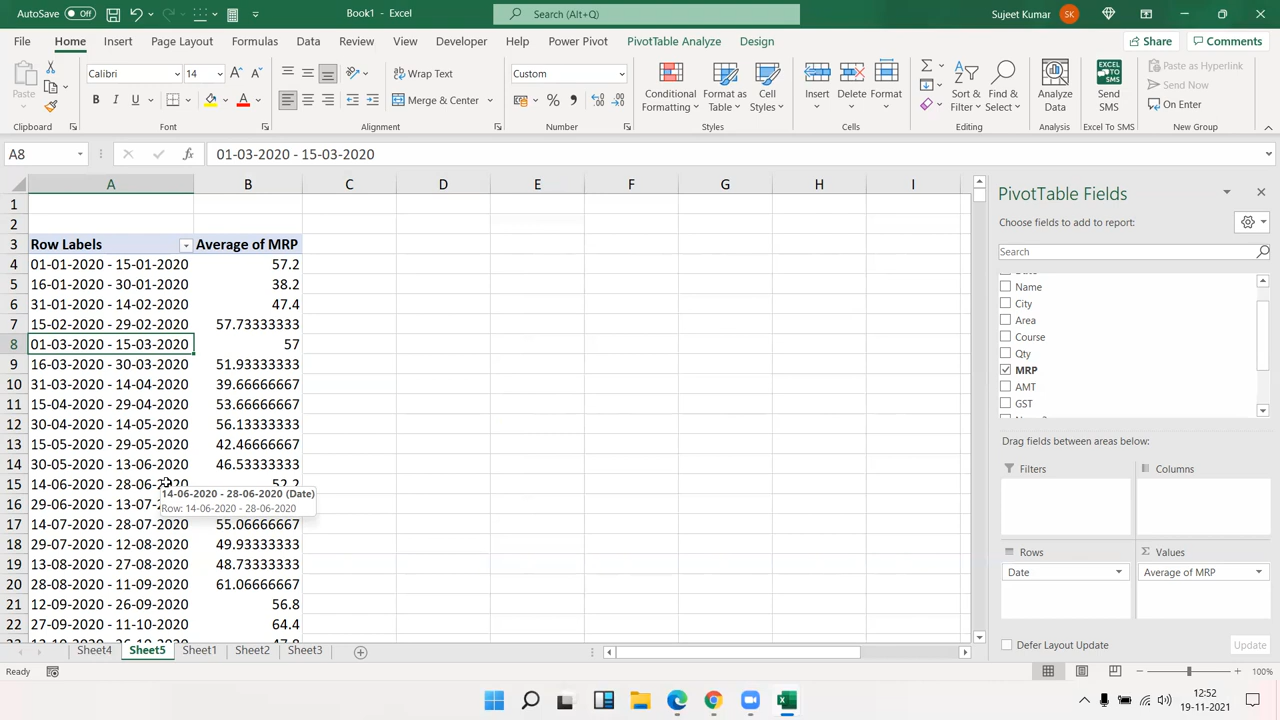 AutoSave Off
Book1 - Excel
Search (Alt+Q)
Sujeet Kumar SK
File Home Insert Page Layout Formulas Data Review View Developer Help Power Pivot PivotTable Analyze Design
Share Comments
Paste
Clipboard
Calibri 14
B I U A
Font
Wrap Text
Merge & Center
Alignment
Custom
% 9
Number
Conditional Formatting
Format as Table
Cell Styles
Styles
Insert Delete Format
Cells
Sort & Filter
Find & Select
Editing
Analyze Data
Analysis
Send SMS
Excel To SMS
Paste as Hyperlink
Send Now
On Enter
New Group
A8 fx 01-03-2020 - 15-03-2020
A B C D E F G H I
1
2
3 Row Labels Average of MRP
4 01-01-2020 - 15-01-2020 57.2
5 16-01-2020 - 30-01-2020 38.2
6 31-01-2020 - 14-02-2020 47.4
7 15-02-2020 - 29-02-2020 57.73333333
8 01-03-2020 - 15-03-2020 57
9 16-03-2020 - 30-03-2020 51.93333333
10 31-03-2020 - 14-04-2020 39.66666667
11 15-04-2020 - 29-04-2020 53.66666667
12 30-04-2020 - 14-05-2020 56.13333333
13 15-05-2020 - 29-05-2020 42.46666667
14 30-05-2020 - 13-06-2020 46.53333333
15 14-06-2020 - 28-06-2020 52.2
14-06-2020 - 28-06-2020 (Date)
Row: 14-06-2020 - 28-06-2020
16 29-06-2020 - 13-07-2
17 14-07-2020 - 28-07-2020 55.06666667
18 29-07-2020 - 12-08-2020 49.93333333
19 13-08-2020 - 27-08-2020 48.73333333
20 28-08-2020 - 11-09-2020 61.06666667
21 12-09-2020 - 26-09-2020 56.8
22 27-09-2020 - 11-10-2020 64.4
Sheet4 Sheet5 Sheet1 Sheet2 Sheet3
Ready
100%
PivotTable Fields
Choose fields to add to report:
Search
Name
City
Area
Course
Qty
MRP
AMT
GST
Drag fields between areas below:
Filters
Columns
Rows
Date
Values
Average of MRP
Defer Layout Update
Update
12:52
19-11-2021